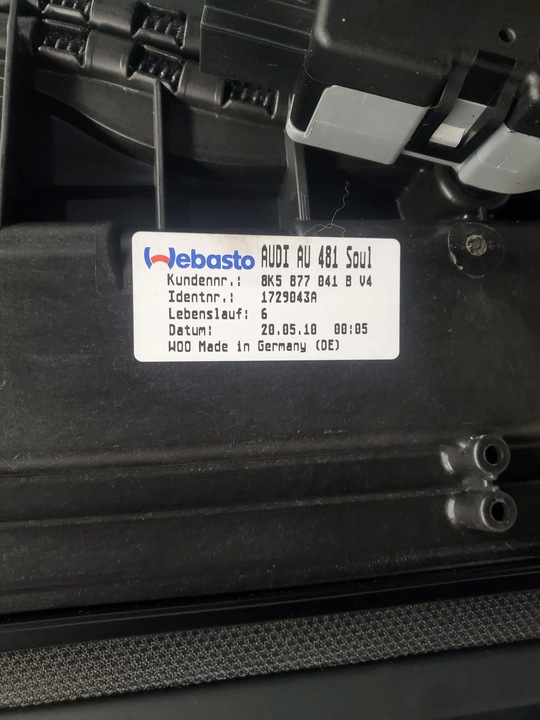 Webasto AUDI AU 481 Soul
Kundennr.: 8K5 877 041 B V4
Identnr.: 1729043A
Lebenslauf: 6
Datum: 20.05.10 00:05
WOO Made in Germany (DE)